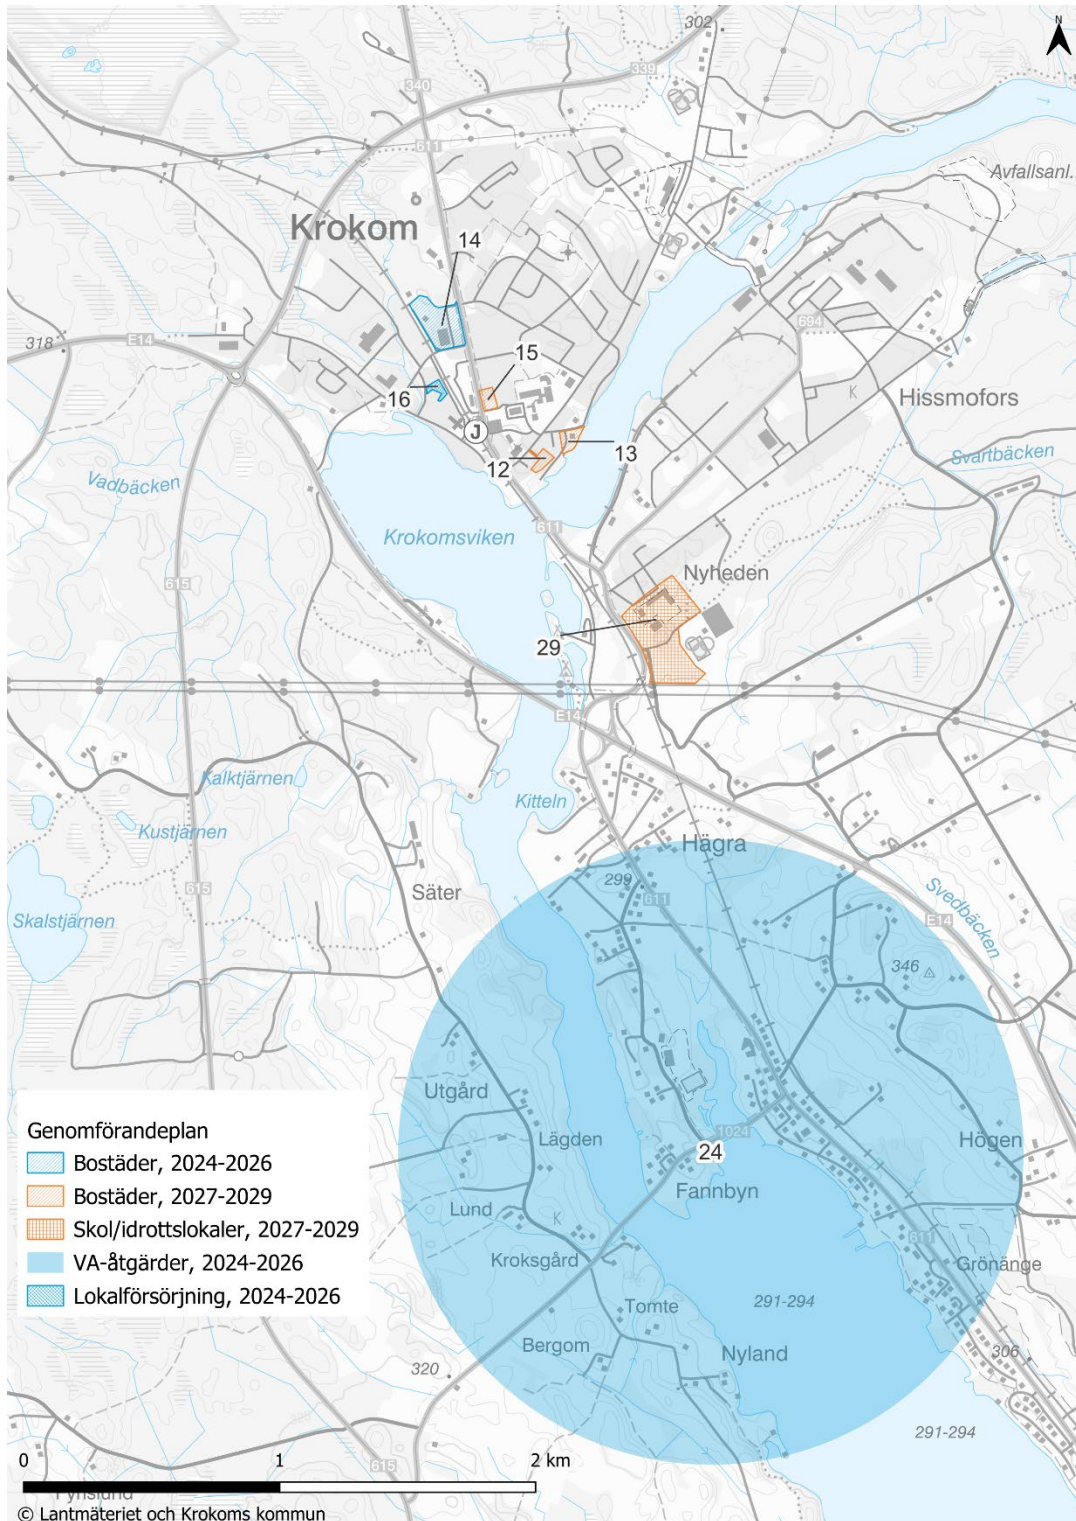 N
302
340
339
611
Avfallsanl.
Krokom
14
694
318
E14
15
16
K
Hissmofors
J
13
12
Svartbäcken
Vadbäcken
Krokomsviken
611
615
Nyheden
29
E14
Kalktjärnen
Kitteln
Kustjärnen
Hägra
299
615
Säter
611
Svedbäcken
E14
Skalstjärnen
346
Utgård
Lägden
1024
24
Högen
Fannbyn
Lund
K
611
Kroksgård
Grönänge
Tomte
291-294
Bergom
Nyland
306
320
291-294
615
Genomförandeplan
Bostäder, 2024-2026
Bostäder, 2027-2029
Skol/idrottslokaler, 2027-2029
VA-åtgärder, 2024-2026
Lokalförsörjning, 2024-2026
0 1 2 km
© Lantmäteriet och Krokoms kommun